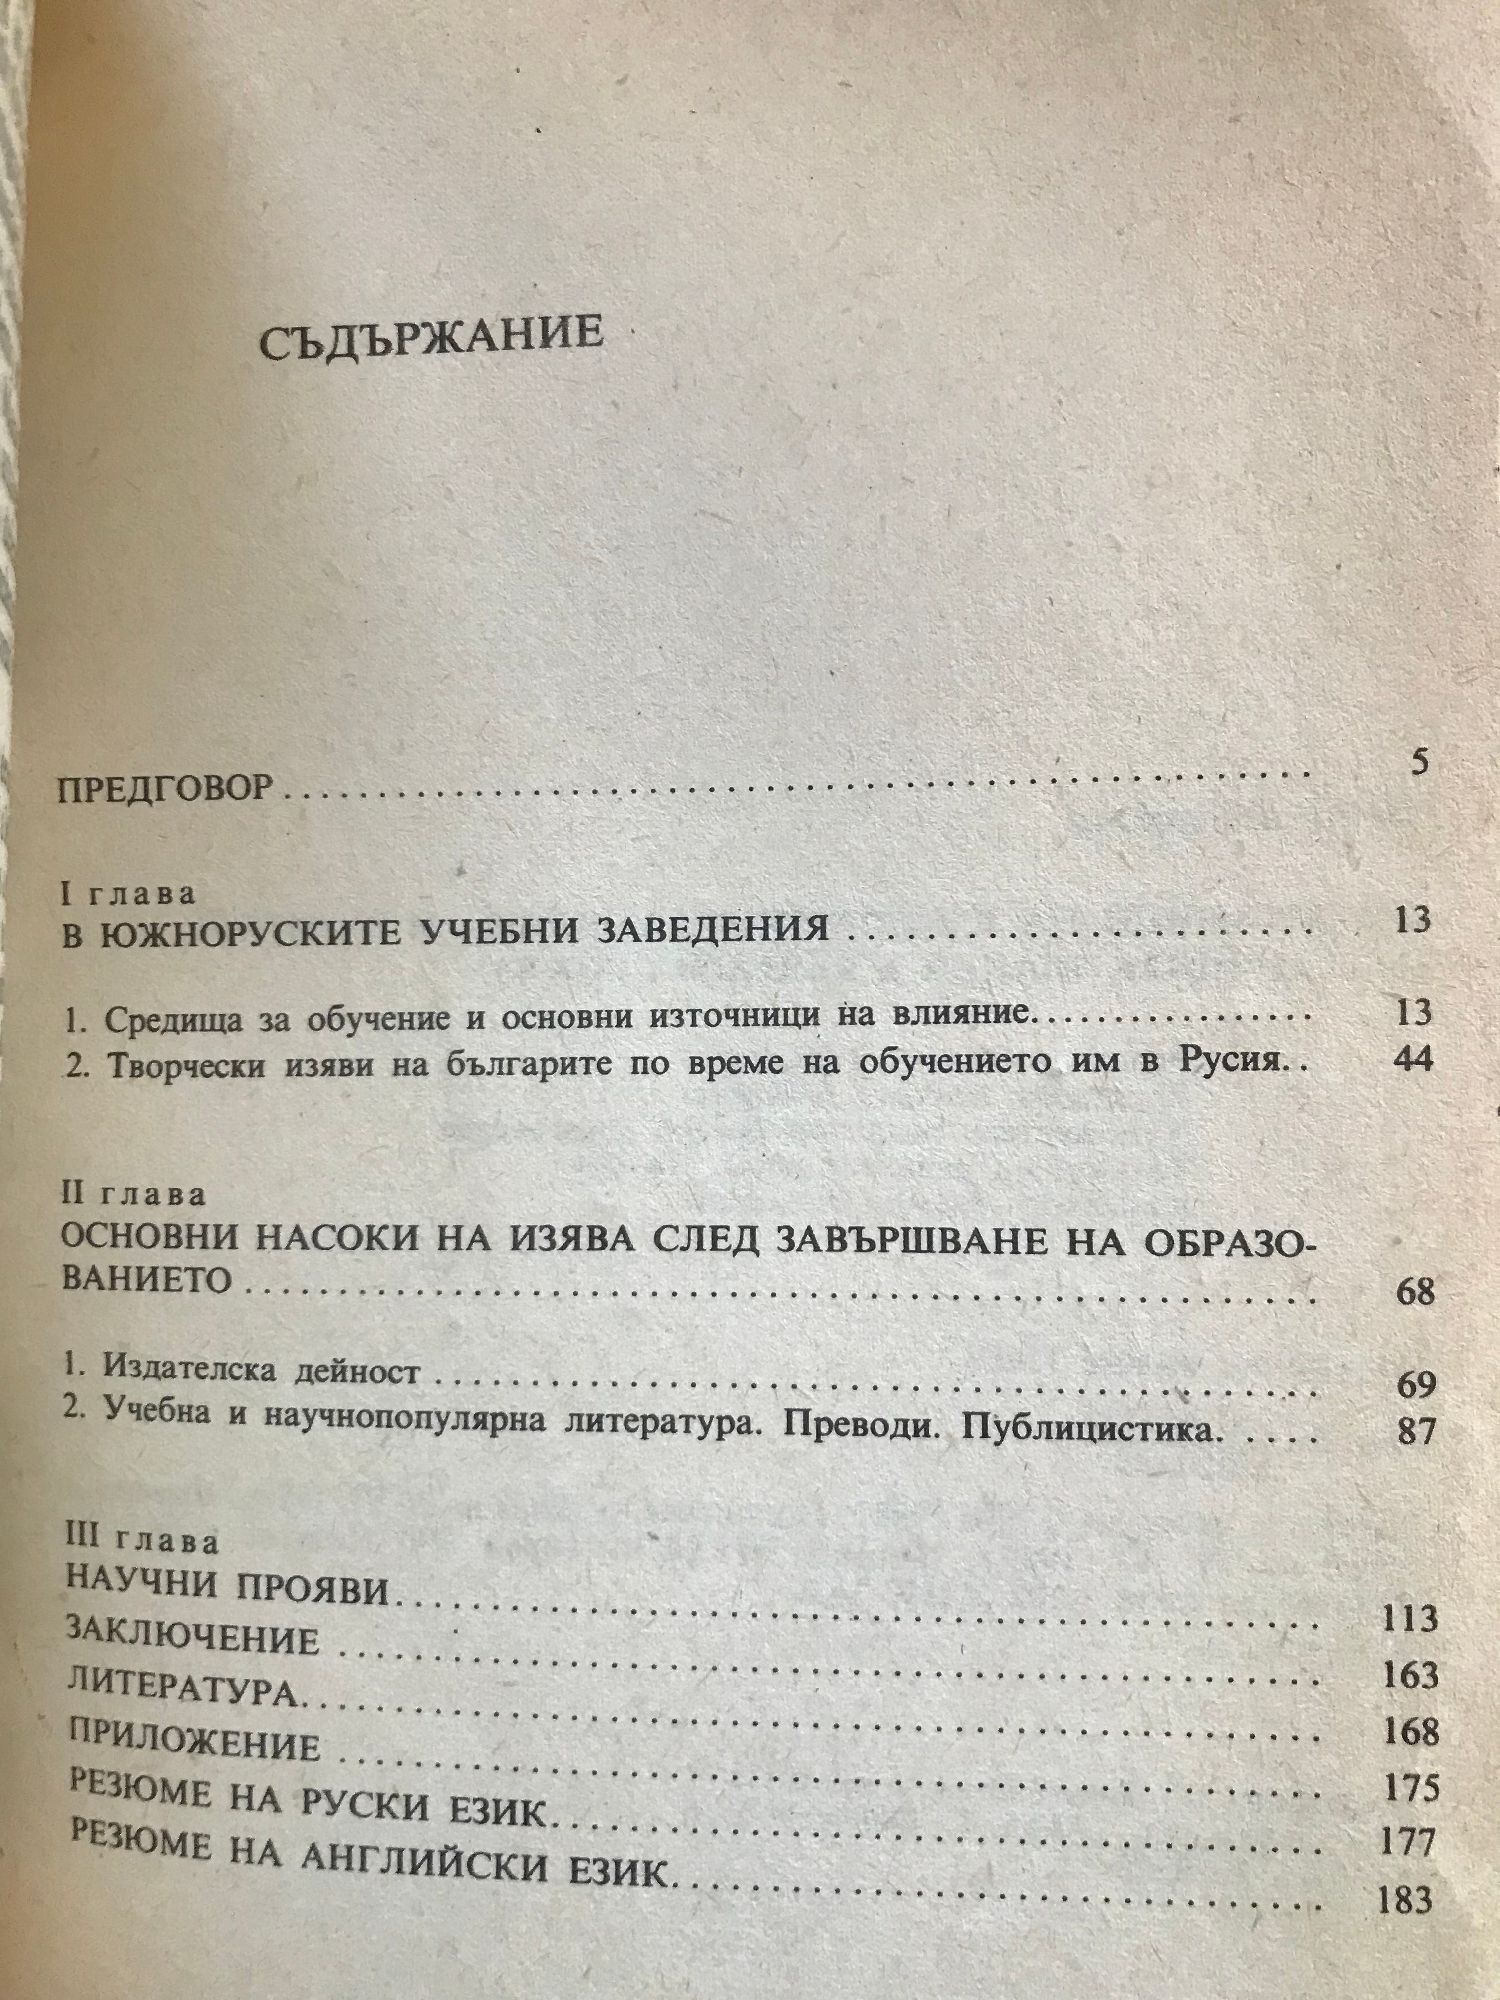 СЪДЪРЖАНИЕ
ПРЕДГОВОР . . . . . . . . . . . . . . . . . . . . . . . . . . . . . . . . . . . . . . . . 5
I глава
В ЮЖНОРУСКИТЕ УЧЕБНИ ЗАВЕДЕНИЯ . . . . . . . . . . . . . . . . . . 13
1. Средища за обучение и основни източници на влияние. . . . . . . . . . . . . . . . 13
2. Творчески изяви на българите по време на обучението им в Русия. . 44
II глава
ОСНОВНИ НАСОКИ НА ИЗЯВА СЛЕД ЗАВЪРШВАНЕ НА ОБРАЗО-
ВАНИЕТО . . . . . . . . . . . . . . . . . . . . . . . . . . . . . . . . . . . . . . . . 68
1. Издателска дейност . . . . . . . . . . . . . . . . . . . . . . . . . . . . . . . . . . 69
2. Учебна и научнопопулярна литература. Преводи. Публицистика. . . . . 87
III глава
НАУЧНИ ПРОЯВИ. . . . . . . . . . . . . . . . . . . . . . . . . . . . . . . . . . . 113
ЗАКЛЮЧЕНИЕ . . . . . . . . . . . . . . . . . . . . . . . . . . . . . . . . . . . . . 163
ЛИТЕРАТУРА. . . . . . . . . . . . . . . . . . . . . . . . . . . . . . . . . . . . . . 168
ПРИЛОЖЕНИЕ . . . . . . . . . . . . . . . . . . . . . . . . . . . . . . . . . . . . . 175
РЕЗЮМЕ НА РУСКИ ЕЗИК. . . . . . . . . . . . . . . . . . . . . . . . . . . . . 177
РЕЗЮМЕ НА АНГЛИЙСКИ ЕЗИК. . . . . . . . . . . . . . . . . . . . . . . . . 183